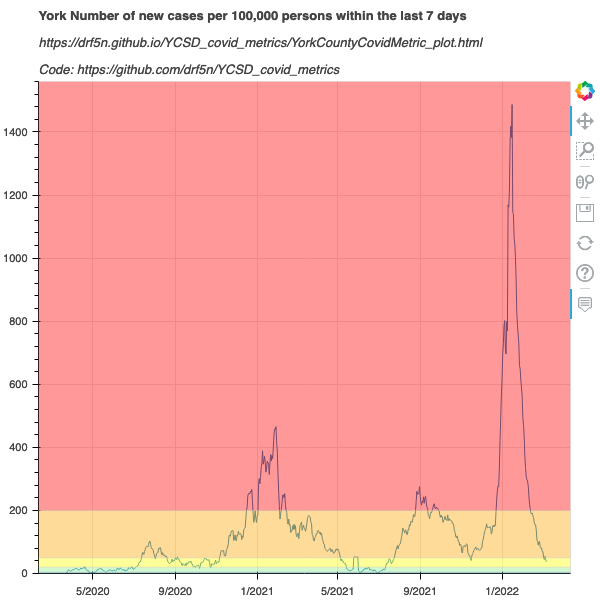 York Number of new cases per 100,000 persons within the last 7 days
https://drf5n.github.io/YCSD_covid_metrics/YorkCountyCovidMetric_plot.html
Code: https://github.com/drf5n/YCSD_covid_metrics
1400
1200
1000
800
600
400
200
0
5/2020 9/2020 1/2021 5/2021 9/2021 1/2022